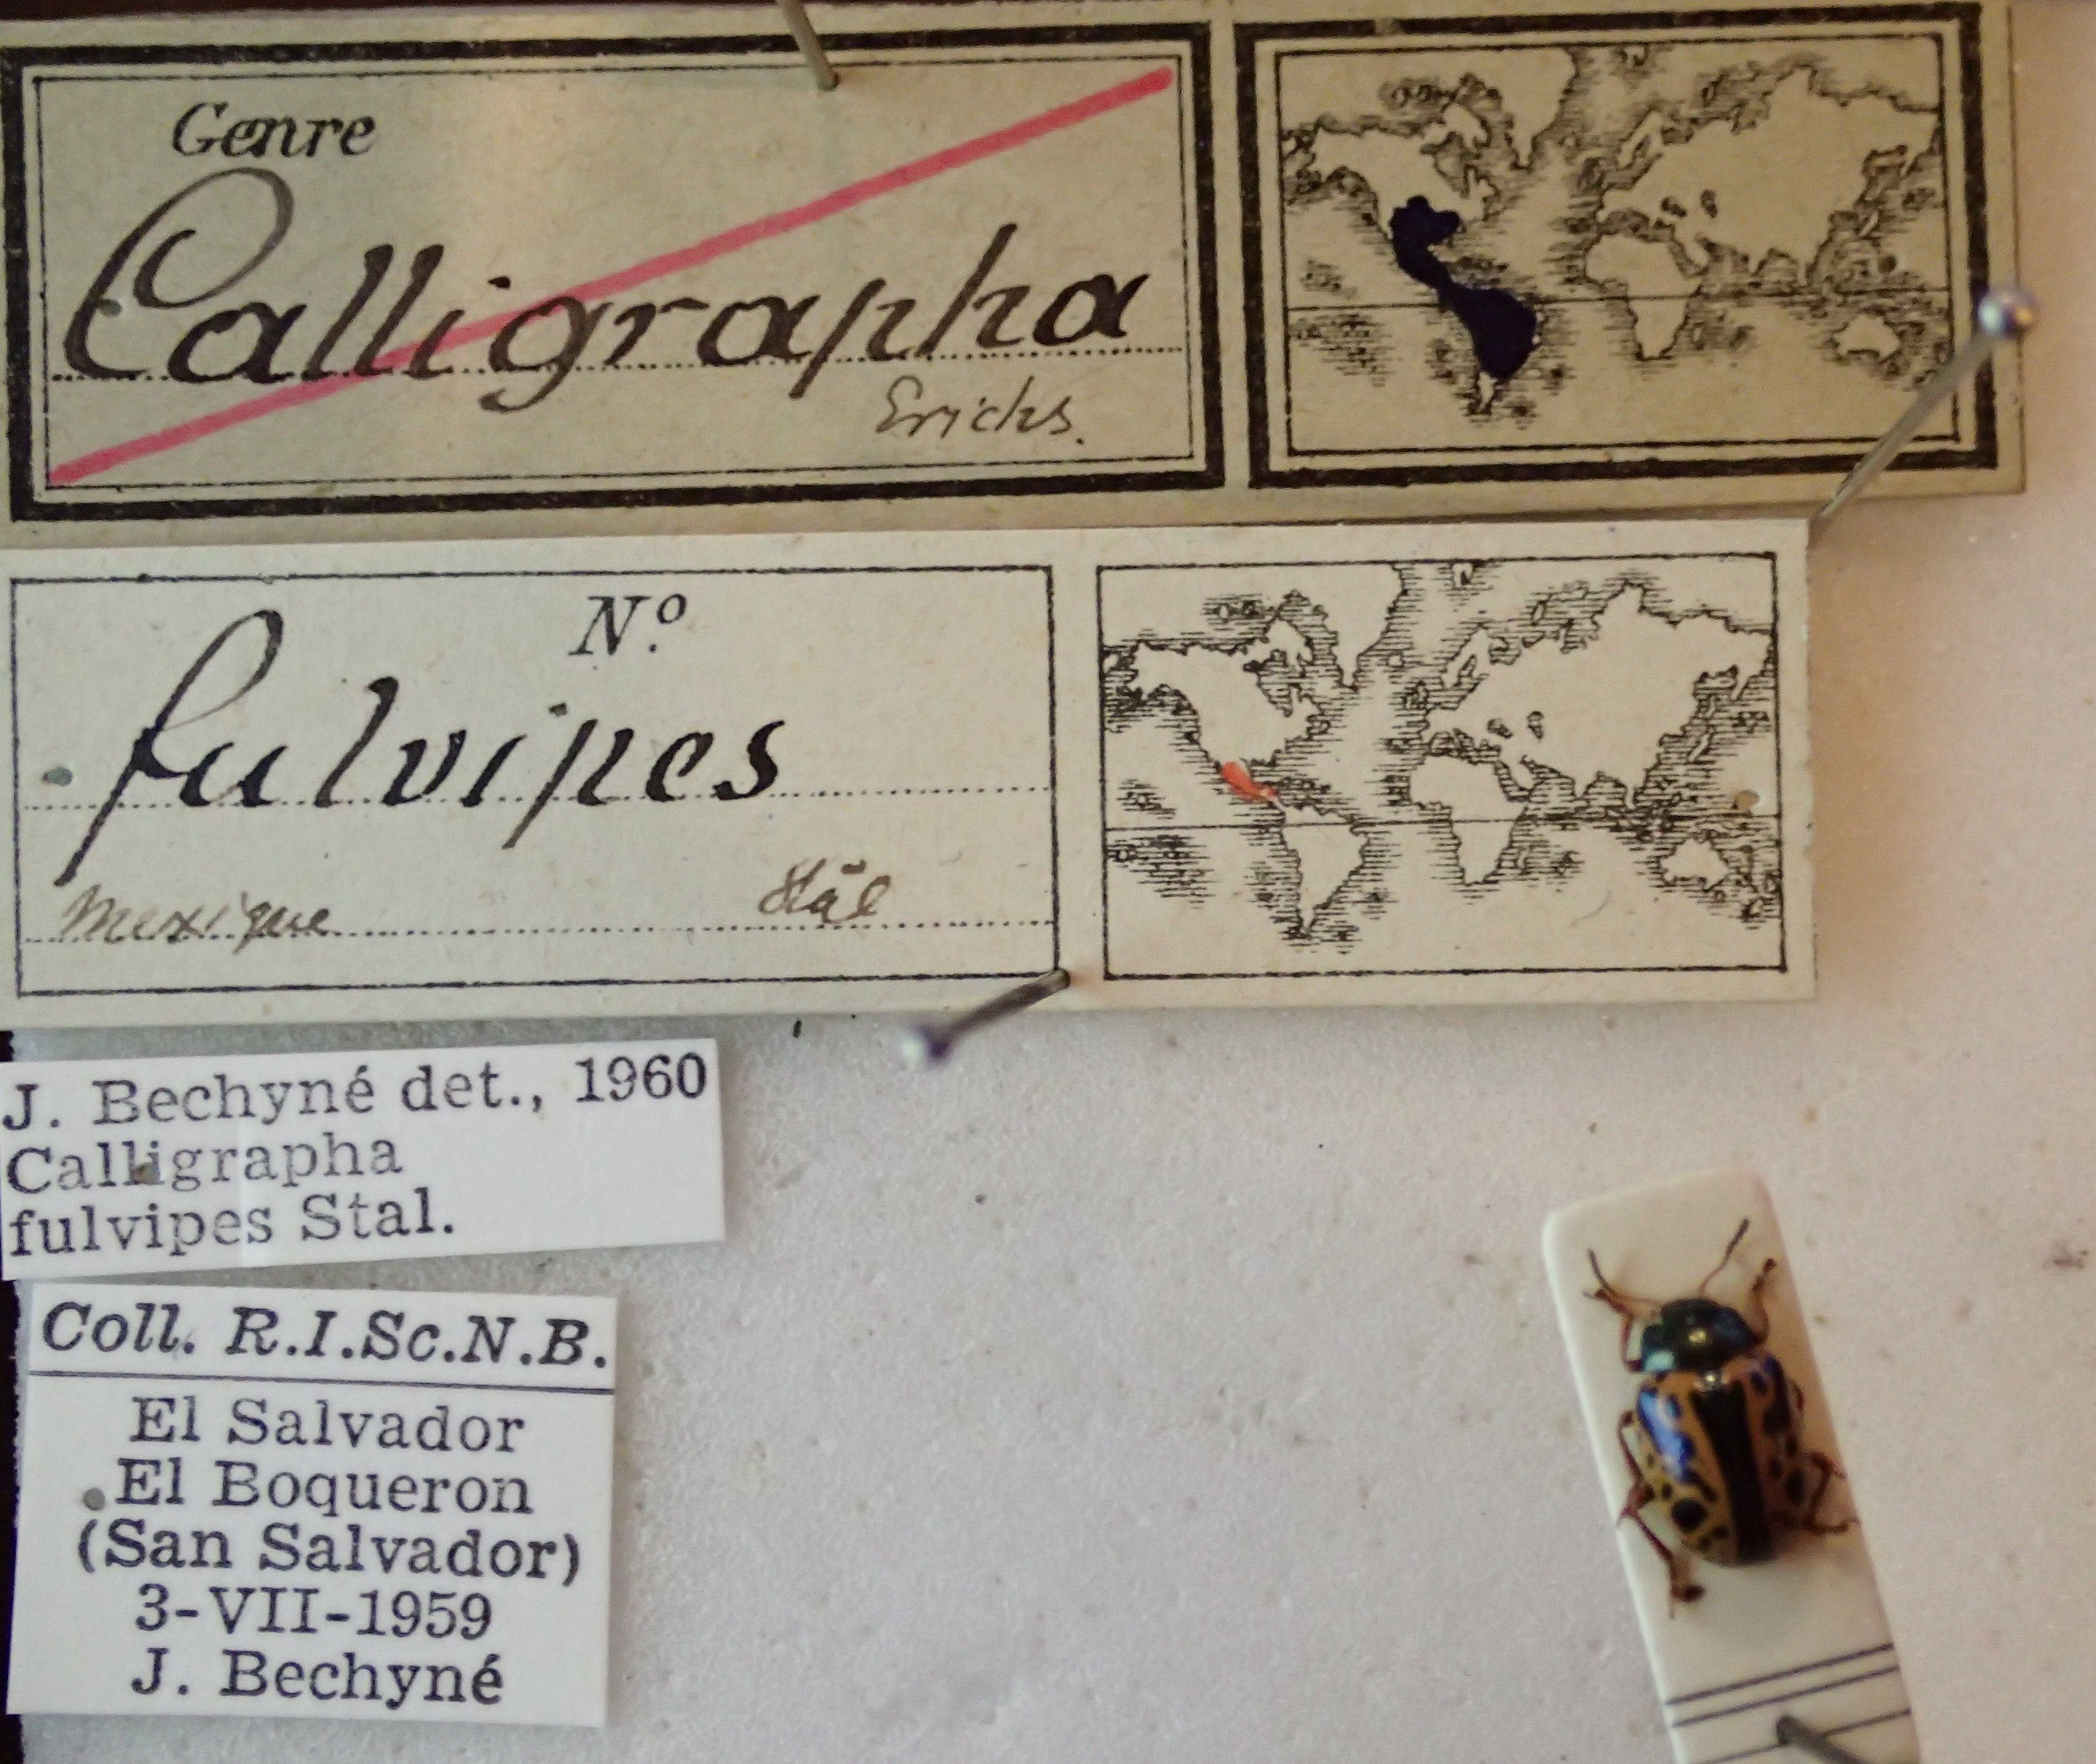 Genre
Calligrapha
Erichs.
Nº
fulvipes
Mexique Stål
J. Bechyné det., 1960
Calligrapha
fulvipes Stal.
Coll. R.I.Sc.N.B.
El Salvador
El Boqueron
(San Salvador)
3-VII-1959
J. Bechyné